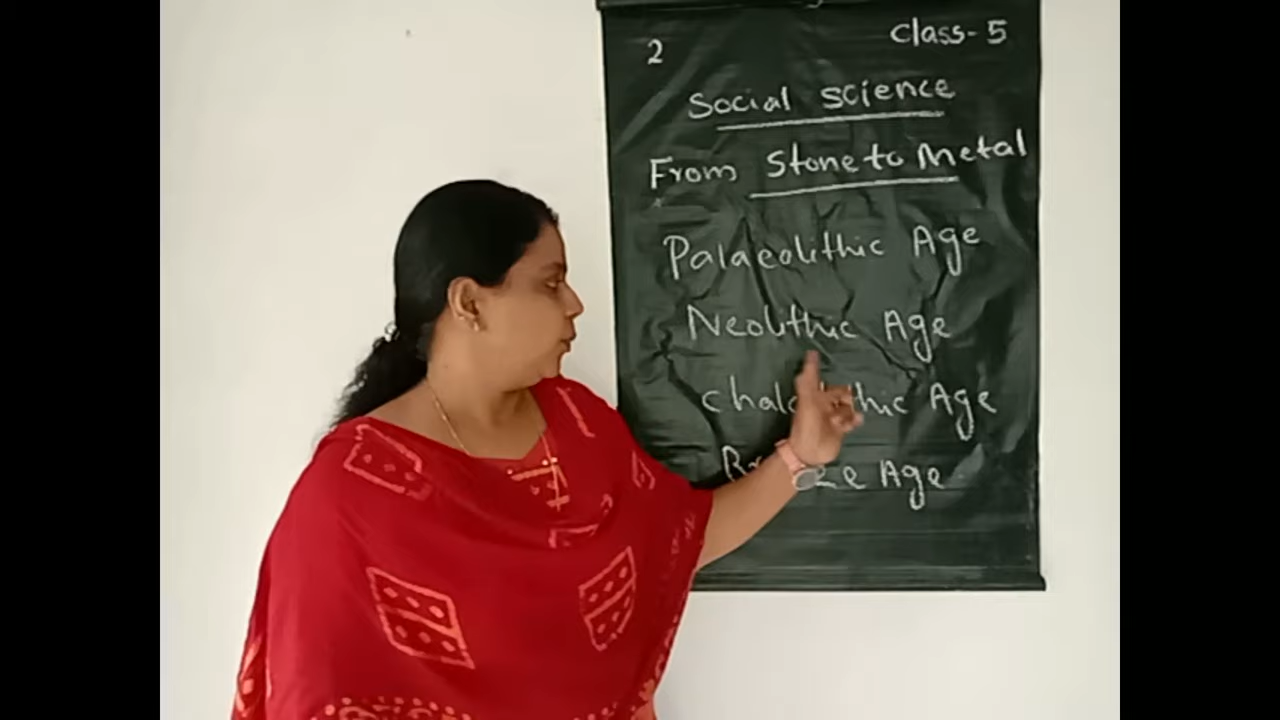 2
Class-5
Social science
From Stone to Metal
Palaeolithic Age
Neolithic Age
Age
Age